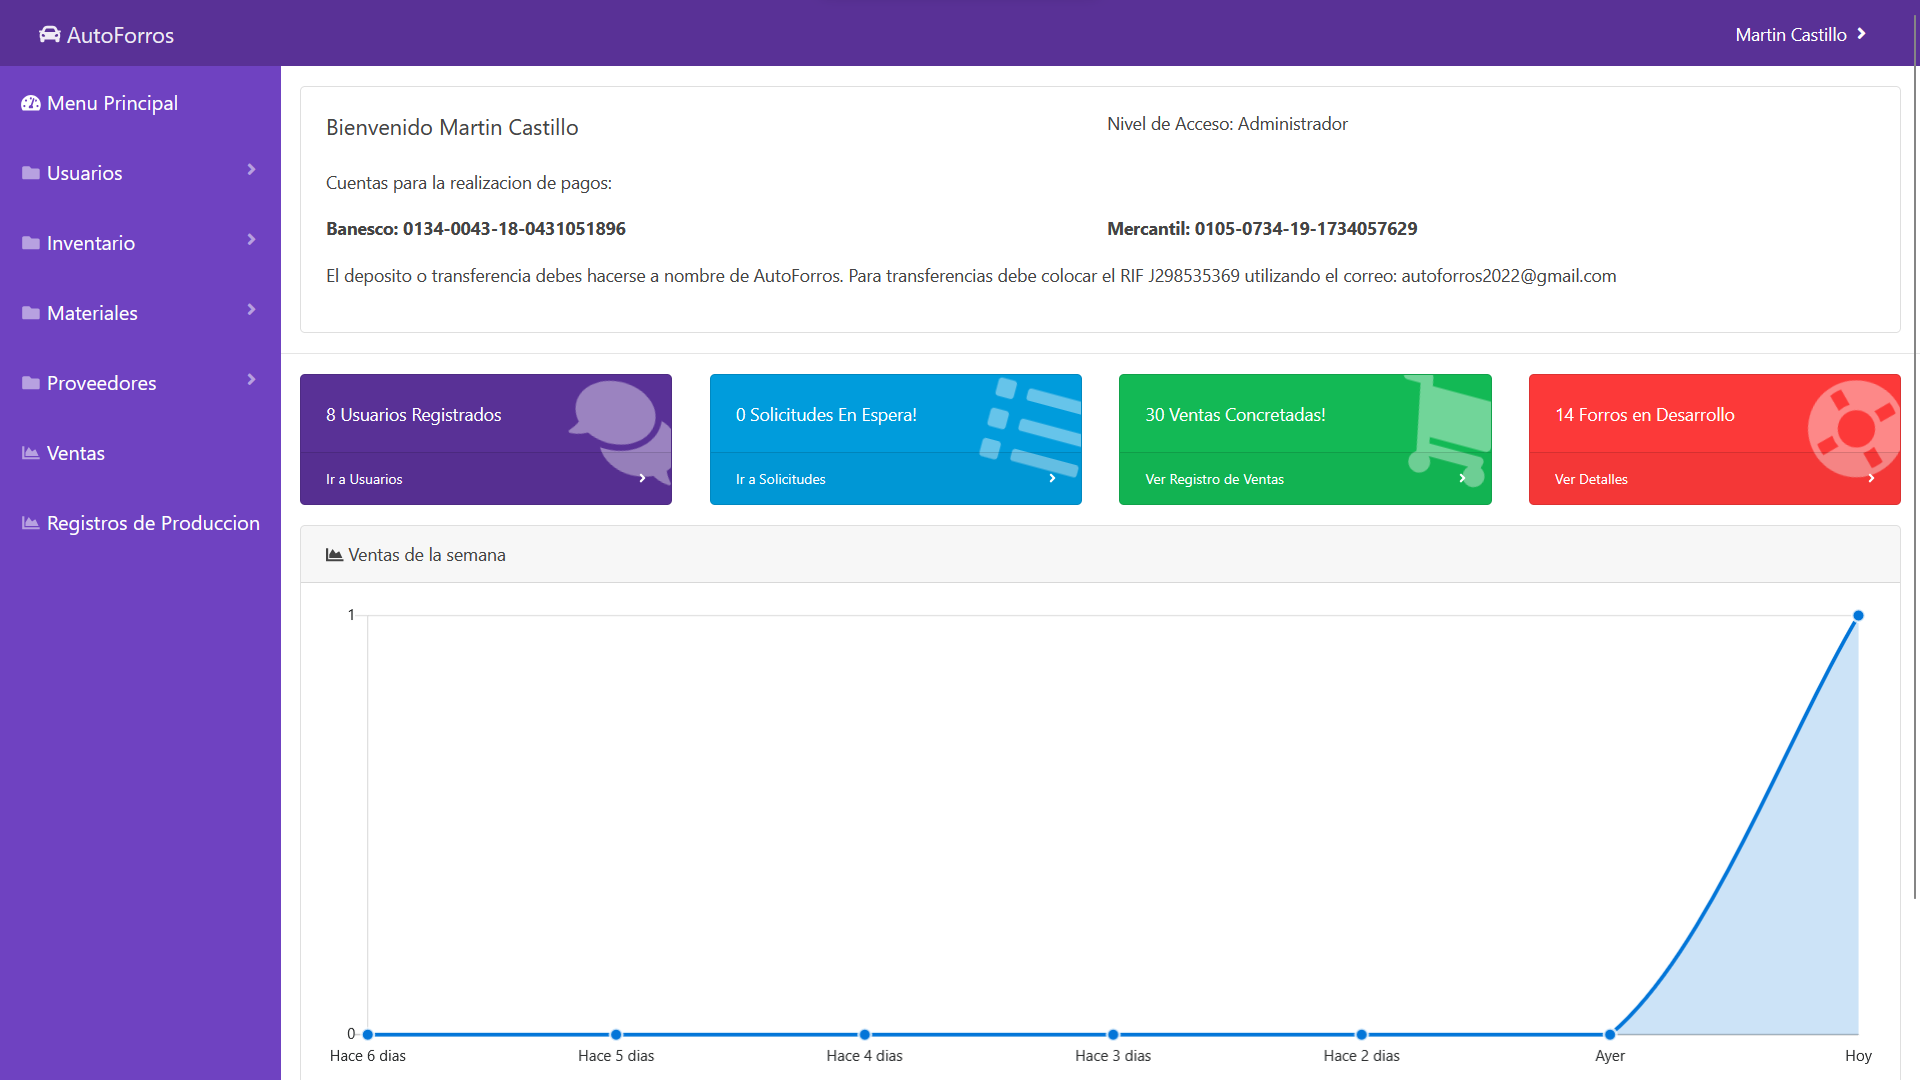 AutoForros
Martin Castillo
Menu Principal
Usuarios
Inventario
Materiales
Proveedores
Ventas
Registros de Produccion
Bienvenido Martin Castillo
Nivel de Acceso: Administrador
Cuentas para la realizacion de pagos:
Banesco: 0134-0043-18-0431051896
Mercantil: 0105-0734-19-1734057629
El deposito o transferencia debes hacerse a nombre de AutoForros. Para transferencias debe colocar el RIF J298535369 utilizando el correo: autoforros2022@gmail.com
8 Usuarios Registrados
Ir a Usuarios
0 Solicitudes En Espera!
Ir a Solicitudes
30 Ventas Concretadas!
Ver Registro de Ventas
14 Forros en Desarrollo
Ver Detalles
Ventas de la semana
1
0
Hace 6 dias
Hace 5 dias
Hace 4 dias
Hace 3 dias
Hace 2 dias
Ayer
Hoy